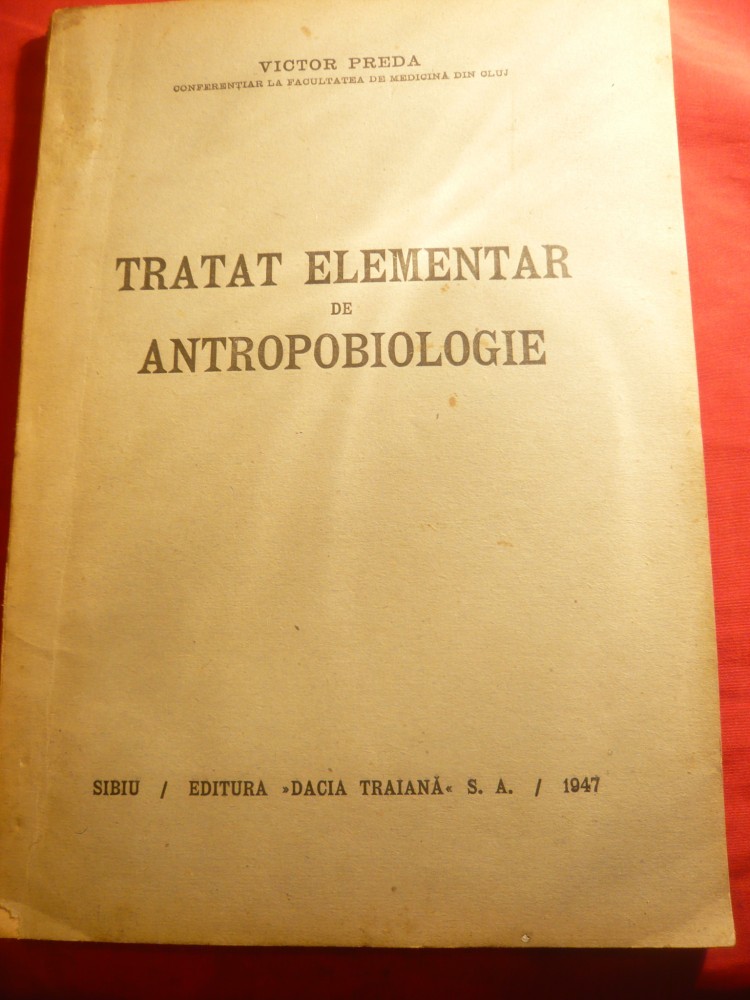 VICTOR PREDA
CONFERENȚIAR LA FACULTATEA DE MEDICINĂ DIN CLUJ
TRATAT ELEMENTAR
DE
ANTROPOBIOLOGIE
SIBIU / EDITURA »DACIA TRAIANĂ« S. A. / 1947